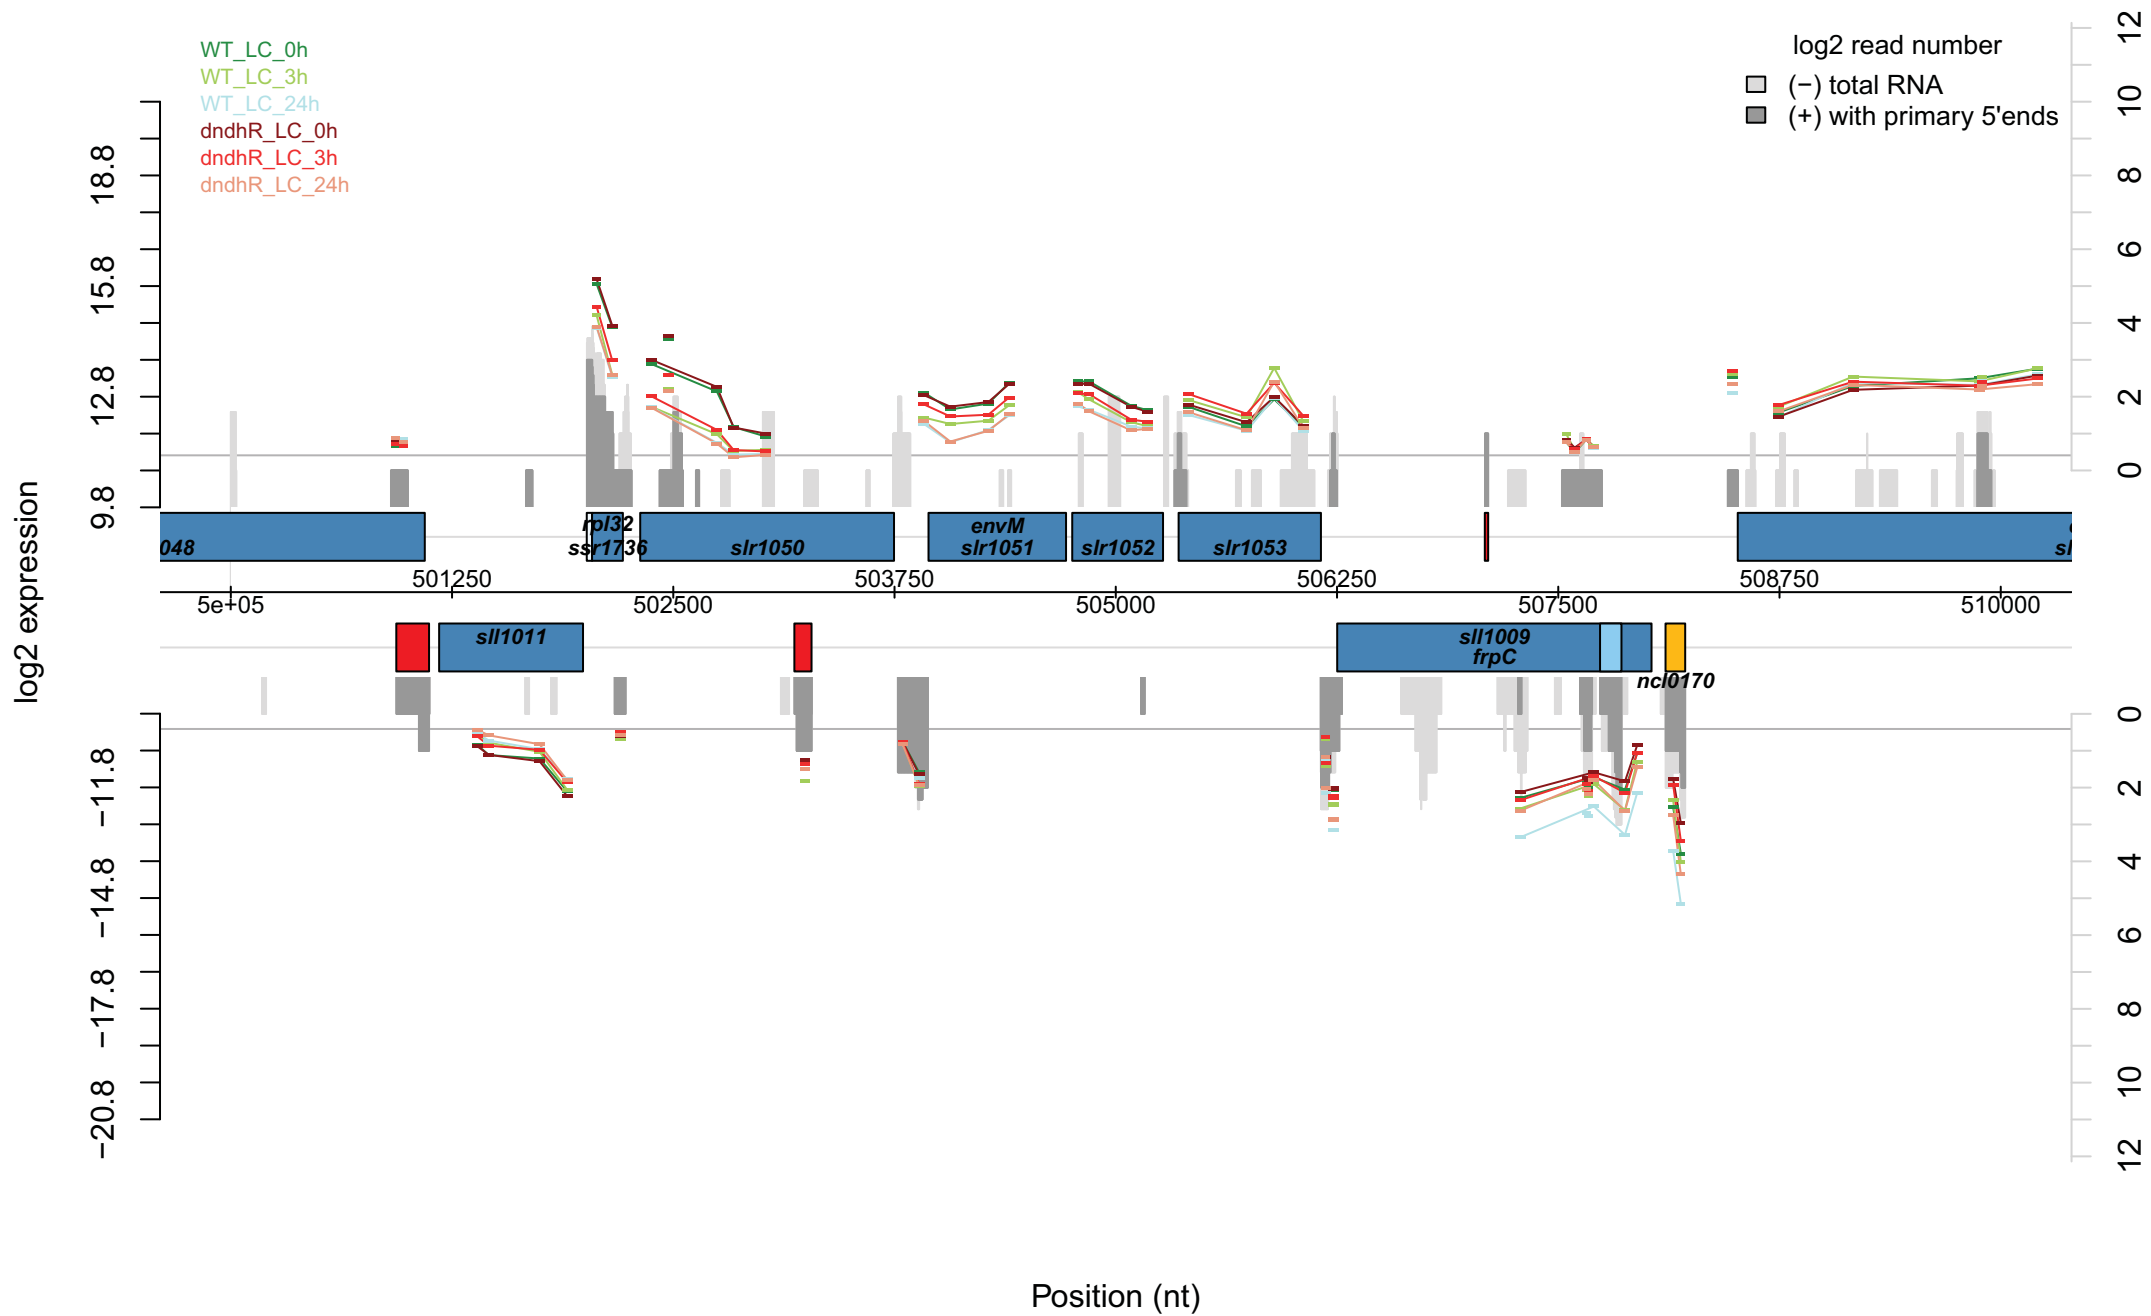 WT_LC_0h
WT_LC_3h
WT_LC_24h
dndhR_LC_0h
dndhR_LC_3h
dndhR_LC_24h
log2 read number
(−) total RNA
(+) with primary 5'ends
log2 expression
18.8
15.8
12.8
9.8
12
10
8
6
4
2
0
048
rpl32
ssr1736
slr1050
envM
slr1051
slr1052
slr1053
sl
501250
503750
506250
508750
5e+05
502500
505000
507500
510000
sll1011
sll1009
frpC
ncl0170
−11.8
−14.8
−17.8
−20.8
0
2
4
6
8
10
12
Position (nt)